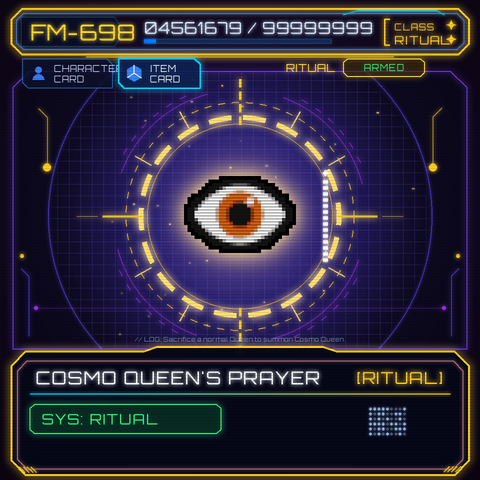 FM-698
04561679 / 99999999
CLASS
RITUAL
CHARACTER
CARD
ITEM
CARD
RITUAL
ARMED
// LOG: Sacrifice a normal Queen to summon Cosmo Queen.
COSMO QUEEN'S PRAYER
[RITUAL]
SYS: RITUAL